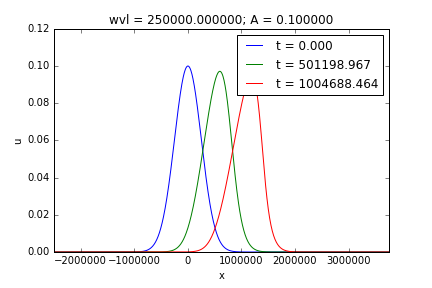 wvl = 250000.000000; A = 0.100000
0.12
0.10
0.08
0.06
0.04
0.02
0.00
u
t = 0.000
t = 501198.967
t = 1004688.464
−2000000 −1000000 0 1000000 2000000 3000000
x